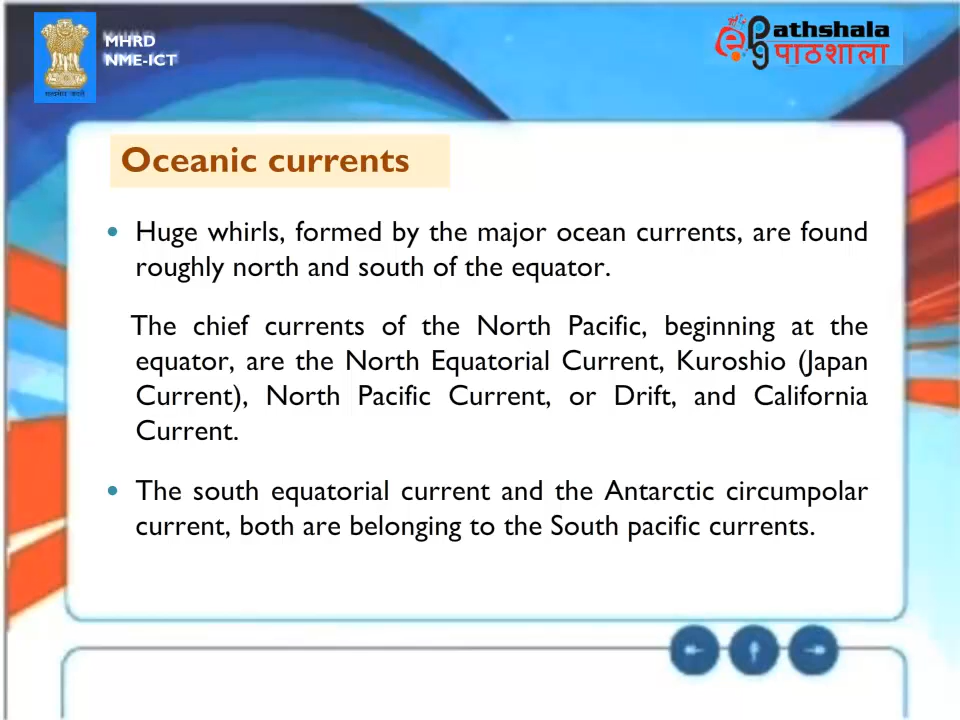 MHRD
NME-ICT
ePG athshala
पाठशाला
Oceanic currents
• Huge whirls, formed by the major ocean currents, are found
roughly north and south of the equator.
The chief currents of the North Pacific, beginning at the
equator, are the North Equatorial Current, Kuroshio (Japan
Current), North Pacific Current, or Drift, and California
Current.
• The south equatorial current and the Antarctic circumpolar
current, both are belonging to the South pacific currents.